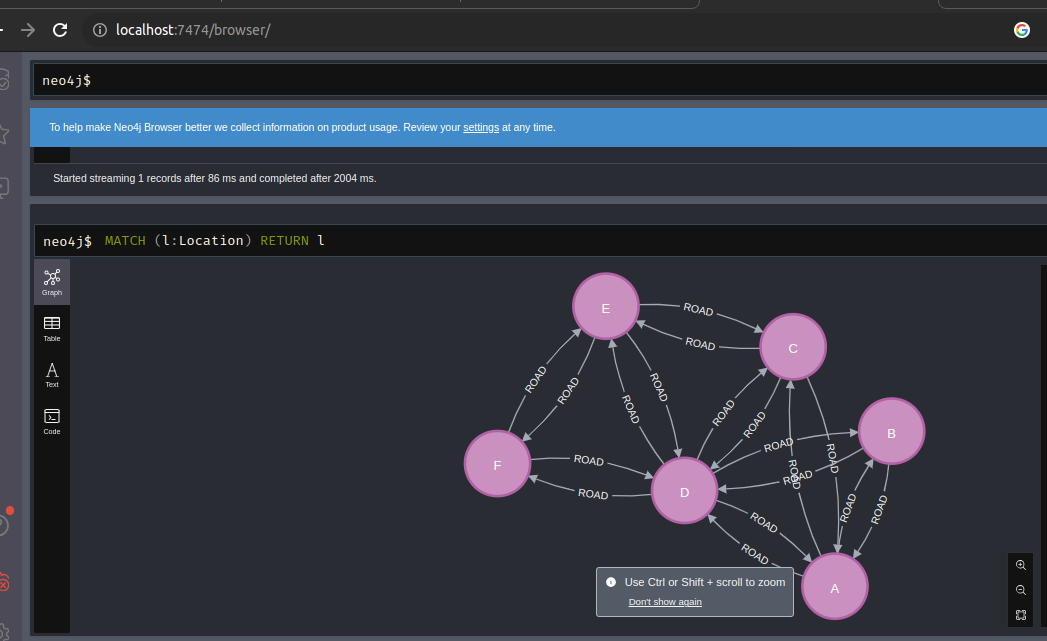 localhost:7474/browser/
neo4j$
To help make Neo4j Browser better we collect information on product usage. Review your settings at any time.
Started streaming 1 records after 86 ms and completed after 2004 ms.
neo4j$ MATCH (l:Location) RETURN l
Graph
Table
A
Text
Code
E
ROAD
C
ROAD
ROAD
ROAD
ROAD
ROAD
ROAD
ROAD
B
ROAD
ROAD
ROAD
ROAD
F
ROAD
ROAD
D
ROAD
ROAD
ROAD
ROAD
ROAD
A
Use Ctrl or Shift + scroll to zoom
Don't show again